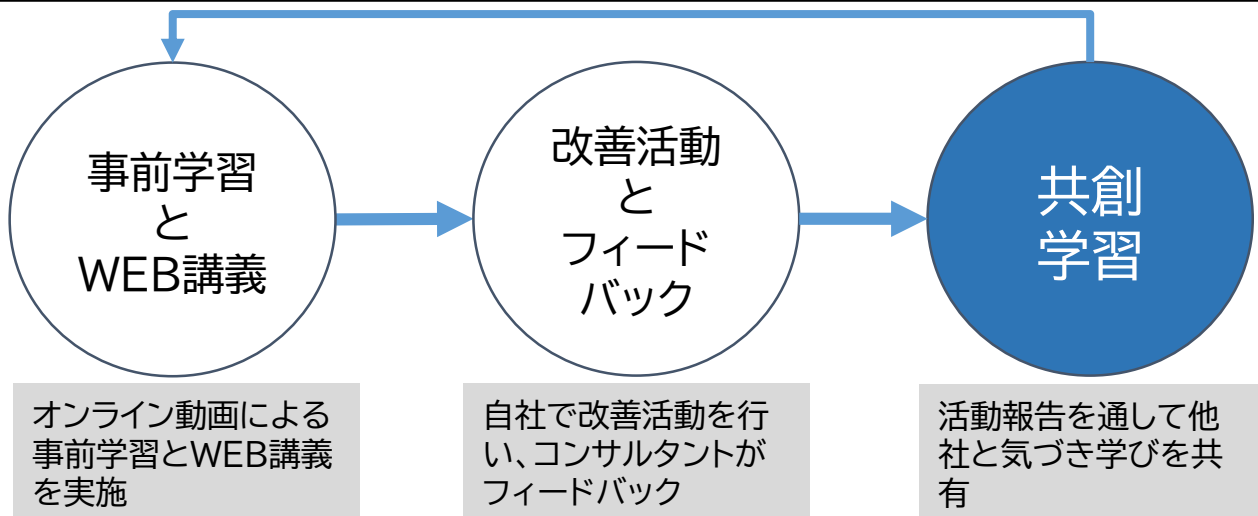 事前学習
と
WEB講義
改善活動
と
フィード
バック
共創
学習
オンライン動画による
事前学習とWEB講義
を実施
自社で改善活動を行
い、コンサルタントが
フィードバック
活動報告を通して他
社と気づき学びを共
有